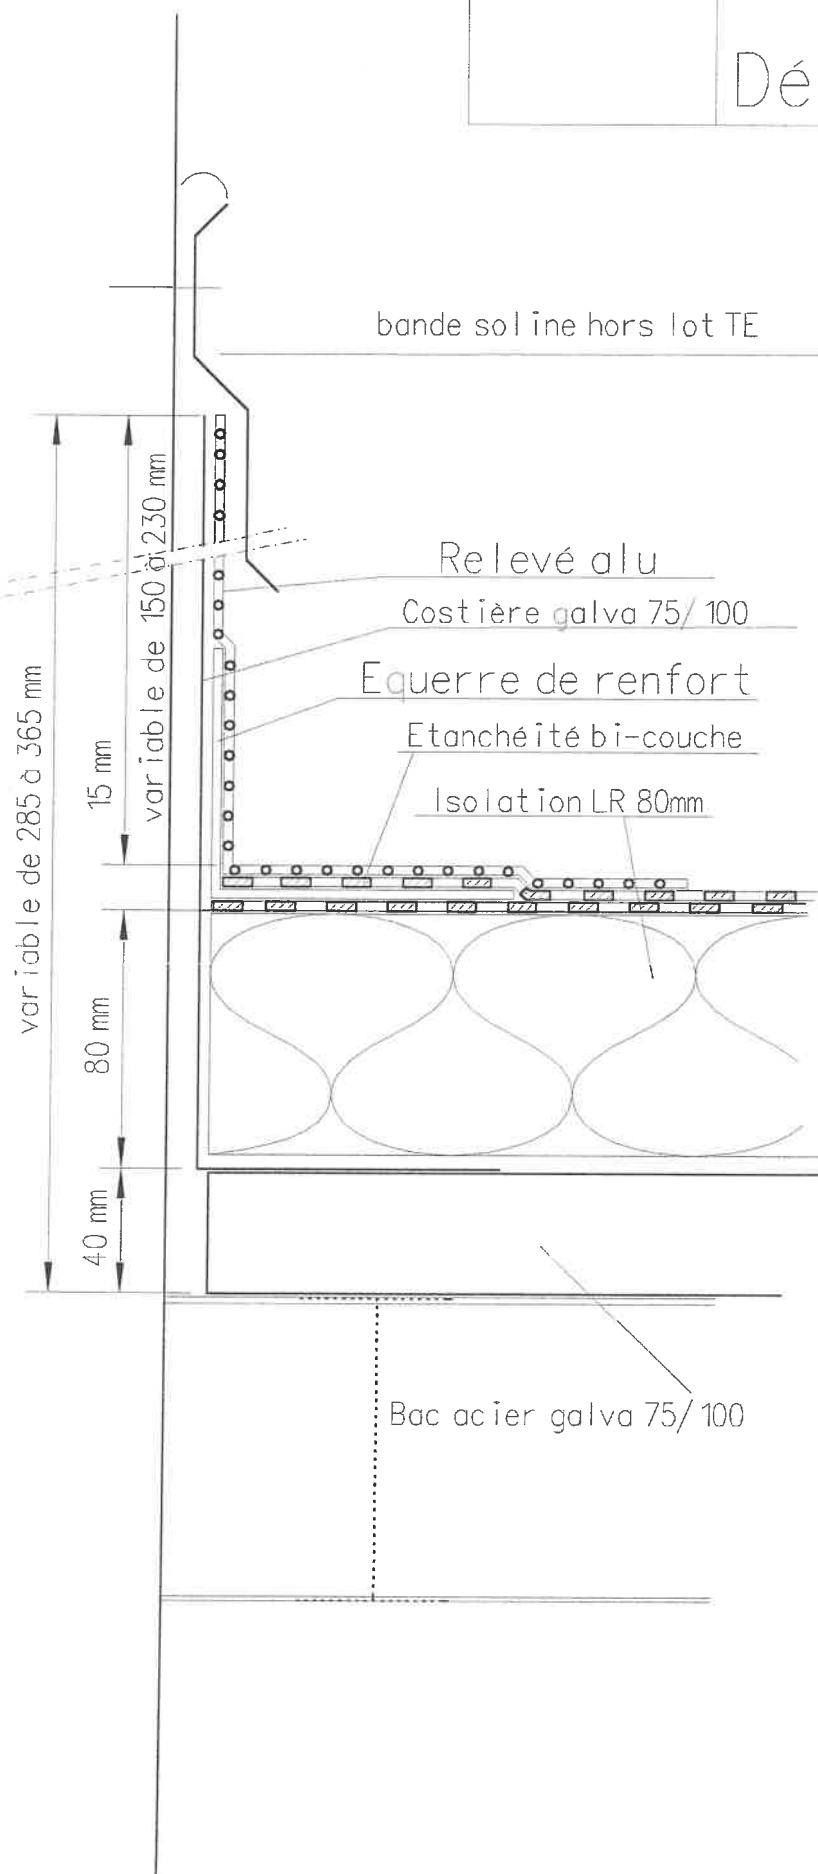 Dé
bande soline hors lot TE
variable de 150 à 230 mm
Relevé alu
Costière galva 75/100
Equerre de renfort
variable de 285 à 365 mm
Etanchéité bi-couche
15 mm
Isolation LR 80mm
80 mm
40 mm
Bac acier galva 75/100